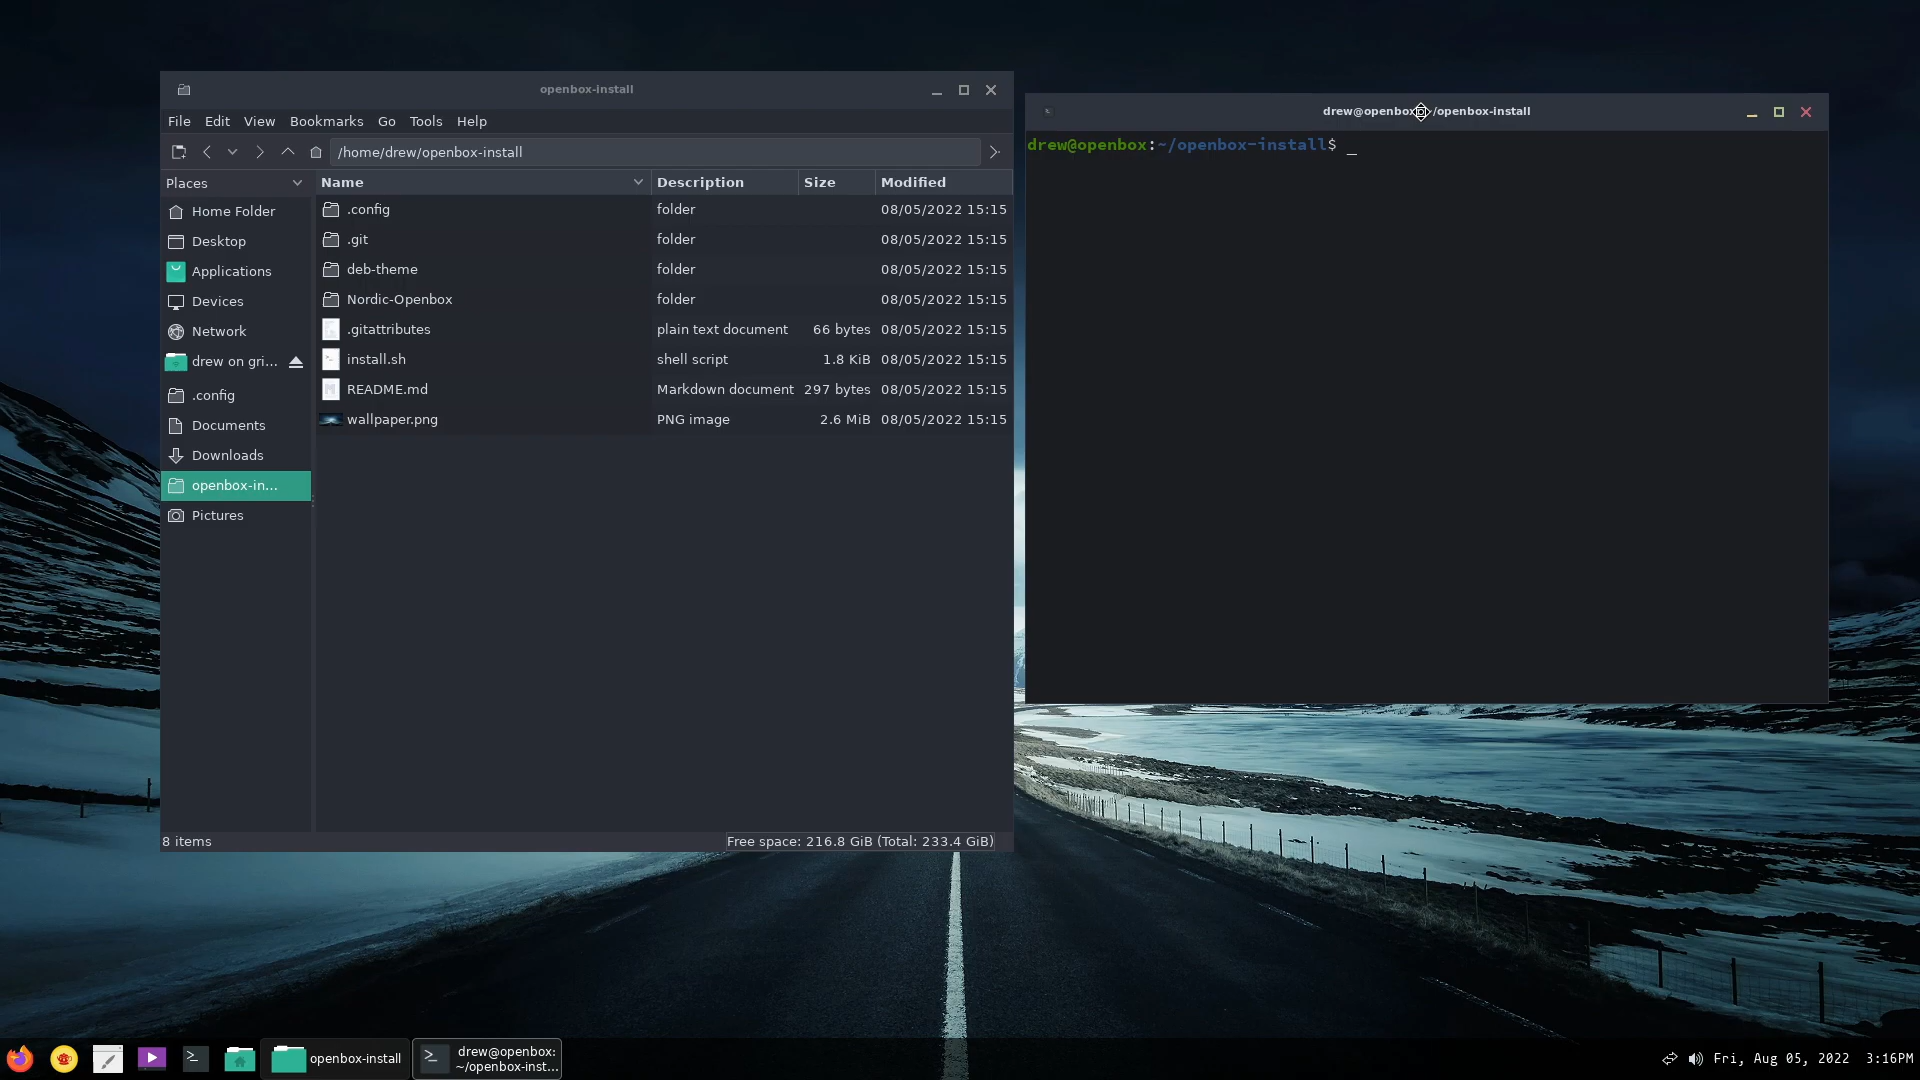 openbox-install
File Edit View Bookmarks Go Tools Help
/home/drew/openbox-install
Places
Home Folder
Desktop
Applications
Devices
Network
drew on gri...
.config
Documents
Downloads
openbox-in...
Pictures
Name Description Size Modified
.config folder 08/05/2022 15:15
.git folder 08/05/2022 15:15
deb-theme folder 08/05/2022 15:15
Nordic-Openbox folder 08/05/2022 15:15
.gitattributes plain text document 66 bytes 08/05/2022 15:15
install.sh shell script 1.8 KiB 08/05/2022 15:15
README.md Markdown document 297 bytes 08/05/2022 15:15
wallpaper.png PNG image 2.6 MiB 08/05/2022 15:15
8 items Free space: 216.8 GiB (Total: 233.4 GiB)
drew@openbox /openbox-install
drew@openbox:~/openbox-install$ _
openbox-install
drew@openbox:
~/openbox-inst...
Fri, Aug 05, 2022 3:16PM